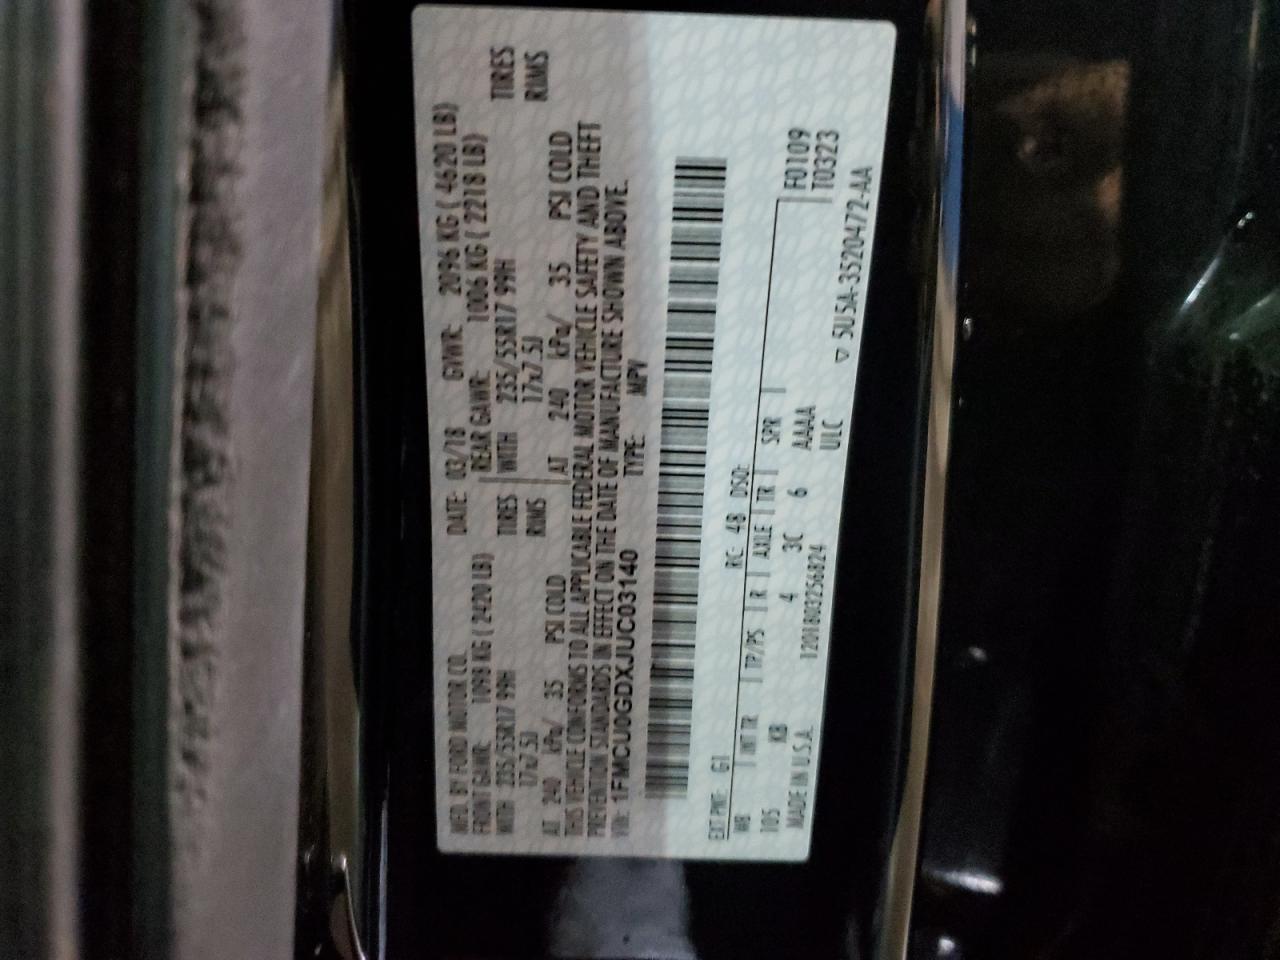 MFD. BY FORD MOTOR CO.
DATE: 03/18 GVWR: 2096 KG ( 4620 LB)
FRONT GAWR: 1098 KG ( 2420 LB)
REAR GAWR: 1006 KG ( 2218 LB)
WITH 235/55R17 99H TIRES
WITH 235/55R17 99H TIRES
17x7.5J RIMS
17x7.5J RIMS
AT 240 kPa/ 35 PSI COLD
AT 240 kPa/ 35 PSI COLD
THIS VEHICLE CONFORMS TO ALL APPLICABLE FEDERAL MOTOR VEHICLE SAFETY AND THEFT
PREVENTION STANDARDS IN EFFECT ON THE DATE OF MANUFACTURE SHOWN ABOVE.
VIN: 1FMCU0GDXJUC03140 TYPE: MPV
EXT PNT: G1 RC: 48 DSO:
WB INT TR TP/PS R AXLE TR SPR
F0109
T0323
105 KB 4 3C 6 AAAAA
MADE IN U.S.A. 1201803256824 ULC
▽ 5U5A-3520472-AA